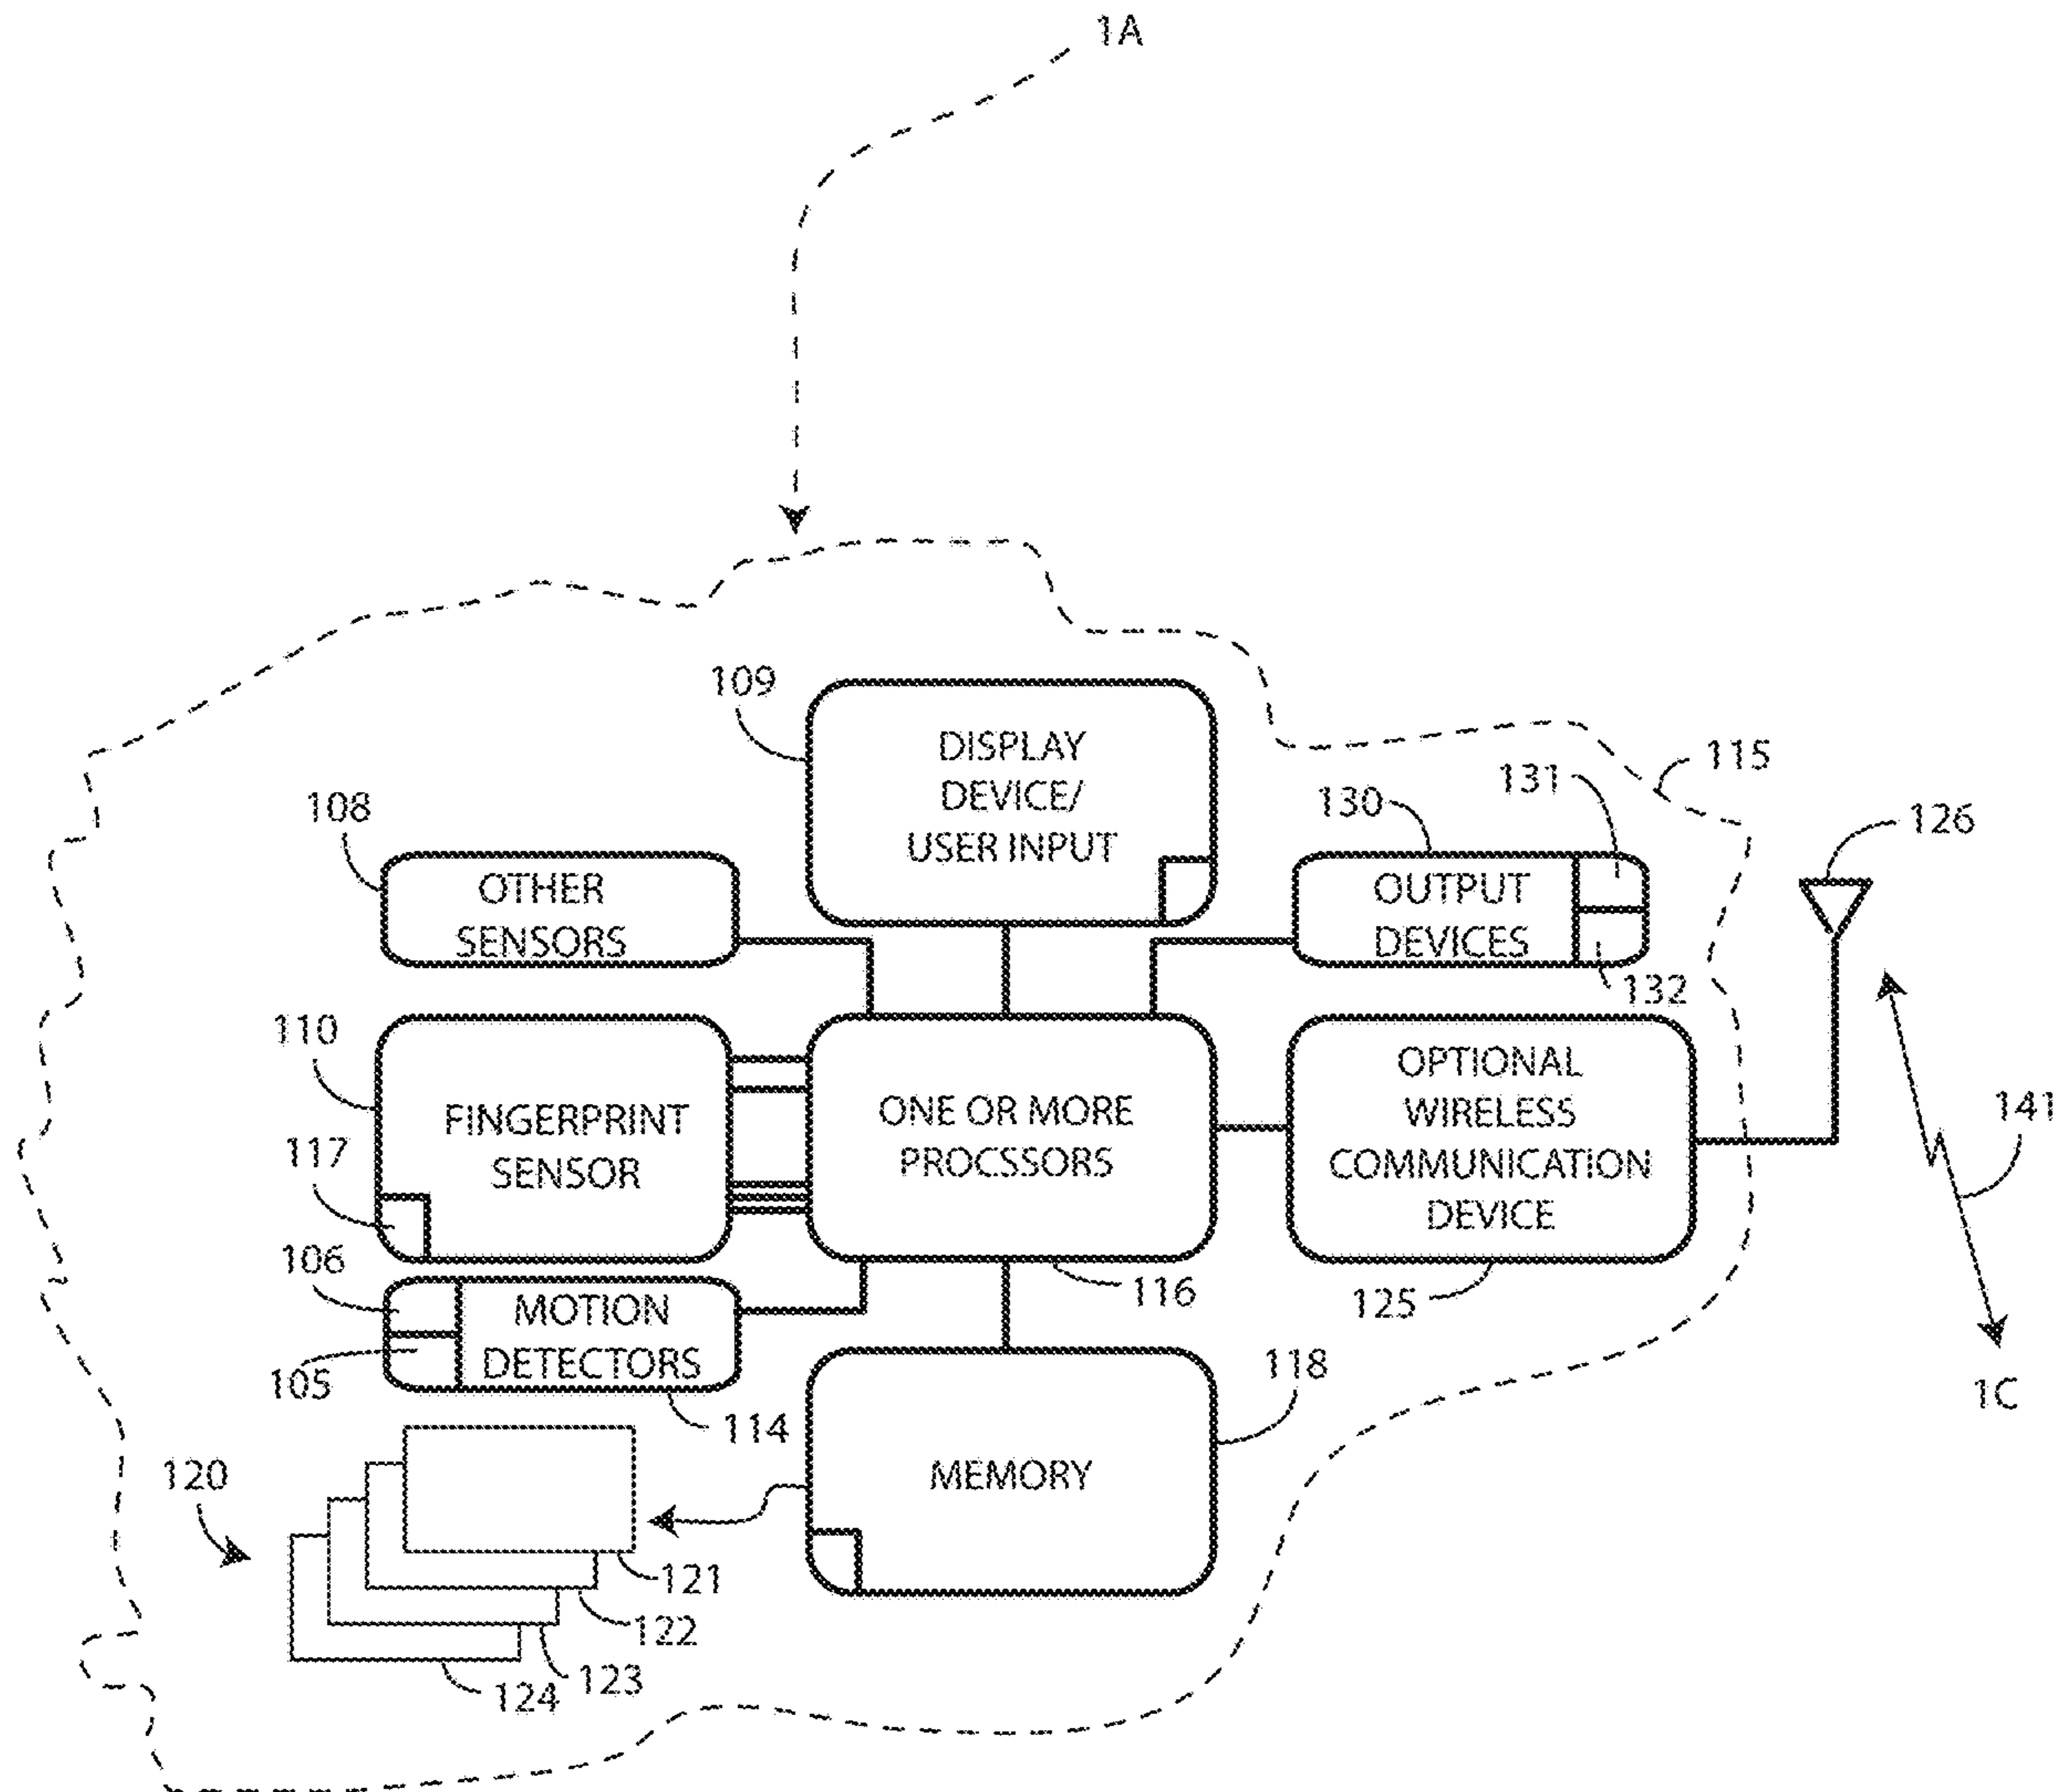 1A
109
DISPLAY
DEVICE/
USER INPUT
115
131
130
108
126
OTHER
SENSORS
OUTPUT
DEVICES
132
110
FINGERPRINT
SENSOR
117
ONE OR MORE
PROCSSORS
OPTIONAL
WIRELESS
COMMUNICATION
DEVICE
141
106
116
125
MOTION
DETECTORS
105
114
118
1C
120
MEMORY
121
122
123
124